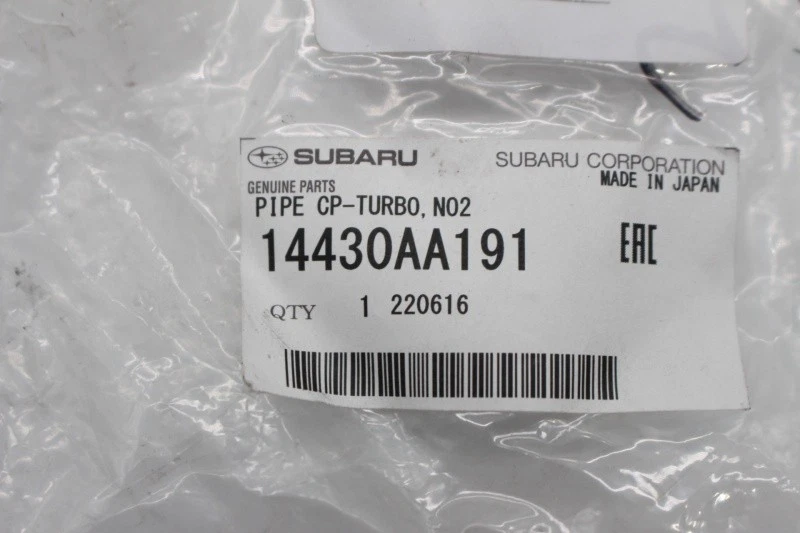 SUBARU SUBARU CORPORATION
GENUINE PARTS MADE IN JAPAN
PIPE CP-TURBO, NO2
14430AA191 EAC
QTY 1 220616